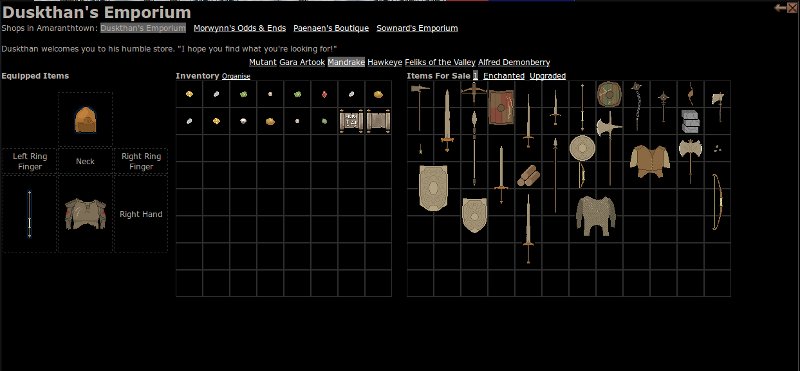 Duskthan's Emporium
Shops in Amaranthtown: Duskthan's Emporium Morwynn's Odds & Ends Paenaen's Boutique Sownard's Emporium
Duskthan welcomes you to his humble store. "I hope you find what you're looking for!"
Mutant Gara Artook Mandrake Hawkeye Feliks of the Valley Alfred Demonberry
Equipped Items
Inventory Organise
Items For Sale 1 Enchanted Upgraded
Left Ring Finger
Neck
Right Ring Finger
Right Hand